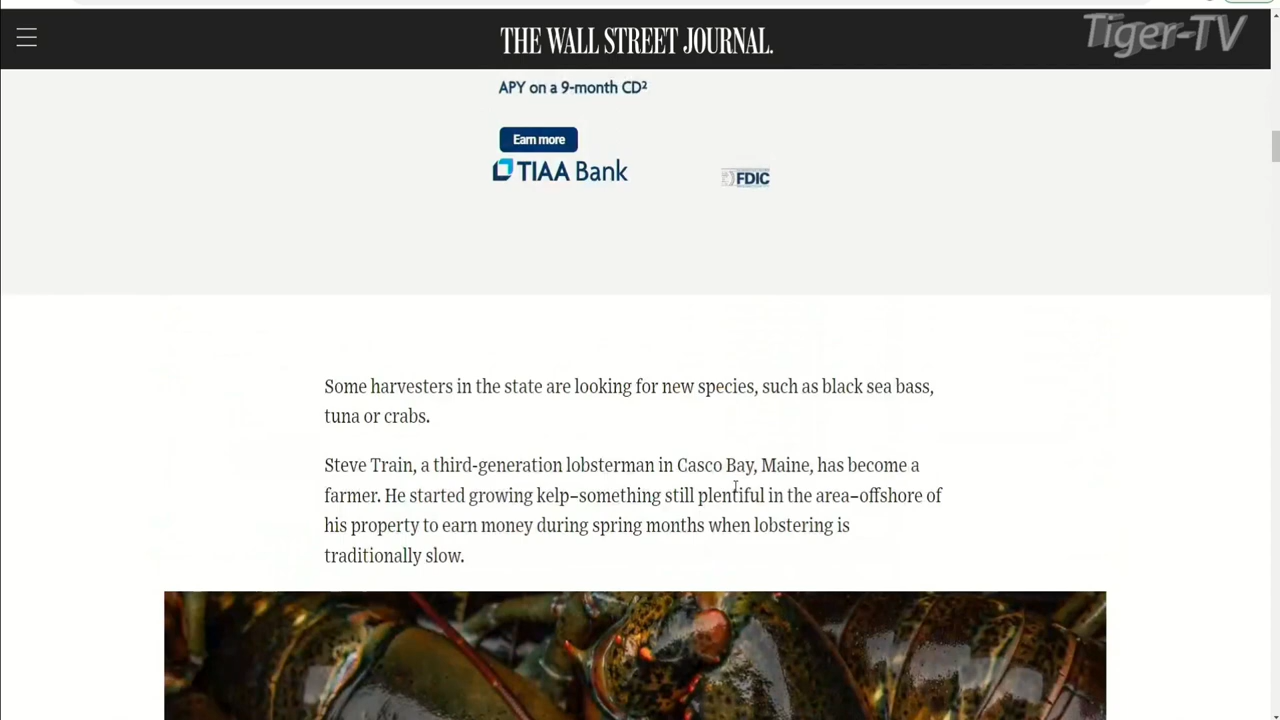 THE WALL STREET JOURNAL.
Tiger-TV
APY on a 9-month CD²
Earn more
TIAA Bank
FDIC
Some harvesters in the state are looking for new species, such as black sea bass,
tuna or crabs.
Steve Train, a third-generation lobsterman in Casco Bay, Maine, has become a
farmer. He started growing kelp–something still plentiful in the area–offshore of
his property to earn money during spring months when lobstering is
traditionally slow.